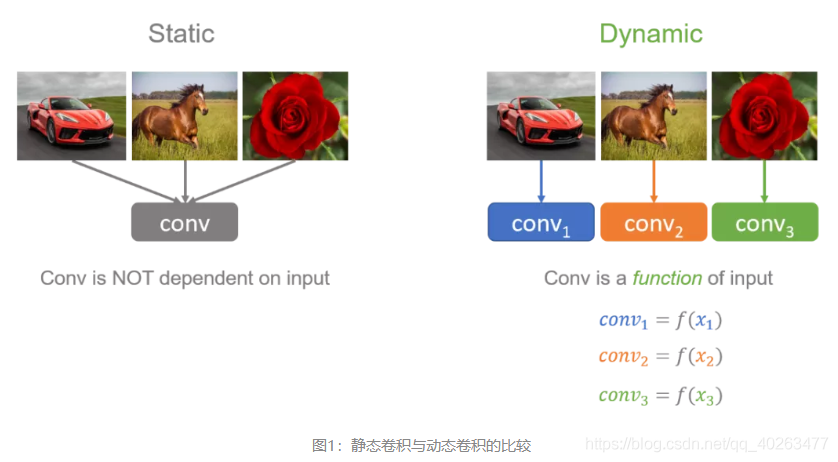 Static
Dynamic
conv
conv₁
conv₂
conv₃
Conv is NOT dependent on input
Conv is a function of input
conv₁ = f(x₁)
conv₂ = f(x₂)
conv₃ = f(x₃)
图1：静态卷积与动态卷积的比较
https://blog.csdn.net/qq_40263477